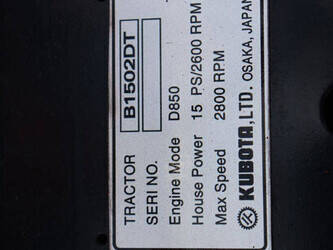 TRACTOR B1502DT
SERI NO.
Engine Mode D850
House Power 15 PS/2600 RPM
Max Speed 2800 RPM
KUBOTA, LTD. OSAKA, JAPAN